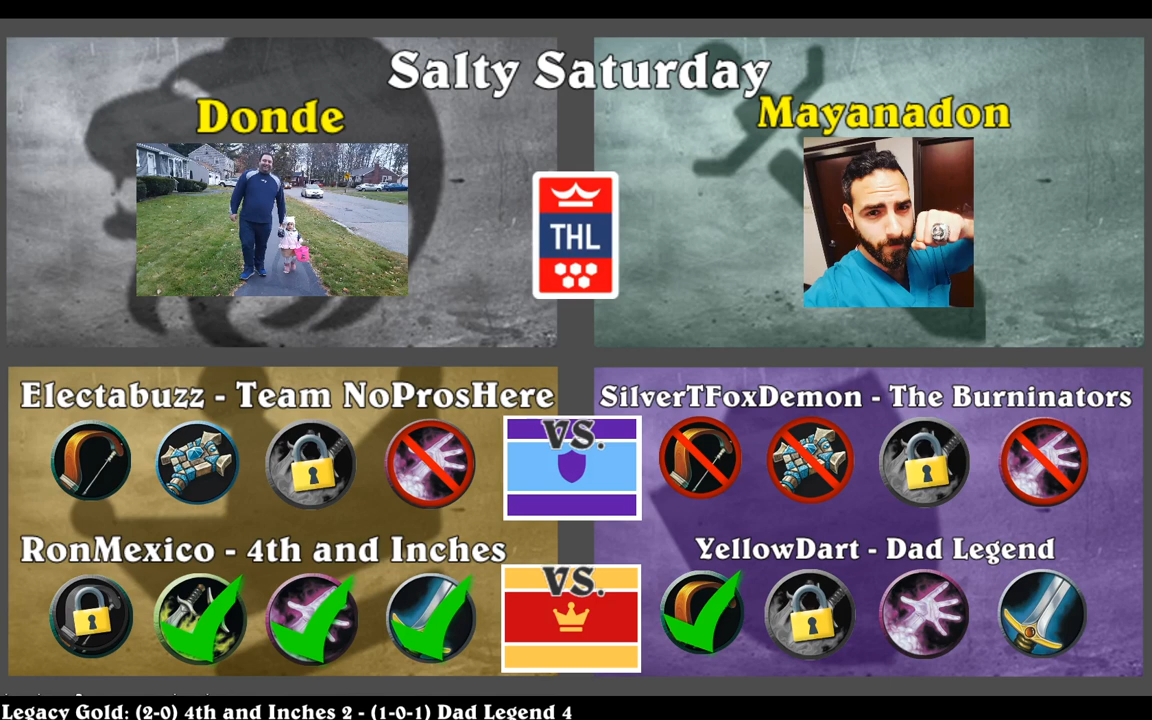 Salty Saturday
Donde
Mayanadon
THL
Electabuzz - Team NoProsHere
VS.
SilverTFoxDemon - The Burninators
RonMexico - 4th and Inches
VS.
YellowDart - Dad Legend
Legacy Gold: (2-0) 4th and Inches 2 - (1-0-1) Dad Legend 4